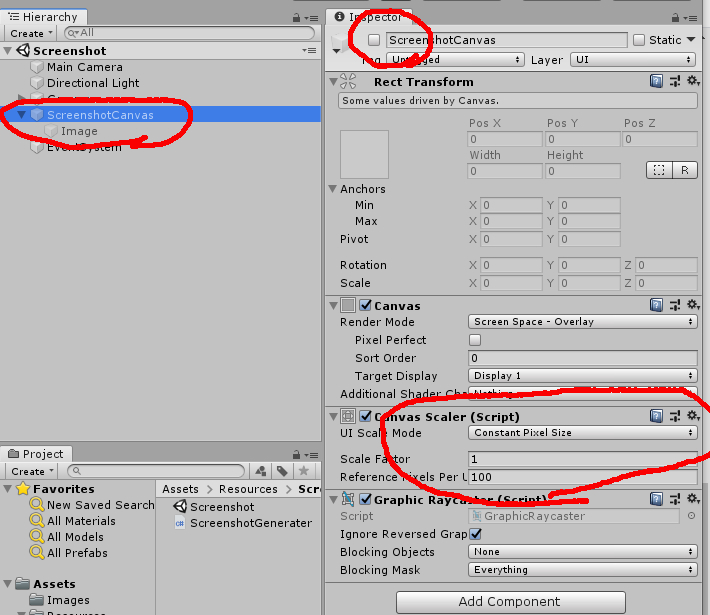 Hierarchy
Create
All
Screenshot
Main Camera
Directional Light
ScreenshotCanvas
Image
EventSystem
Inspector
ScreenshotCanvas
Static
Tag Untagged
Layer UI
Rect Transform
Some values driven by Canvas.
Pos X Pos Y Pos Z
0 0 0
Width Height
0 0
R
Anchors
Min X 0 Y 0
Max X 0 Y 0
Pivot X 0 Y 0
Rotation X 0 Y 0 Z 0
Scale X 0 Y 0 Z 0
Canvas
Render Mode Screen Space - Overlay
Pixel Perfect
Sort Order 0
Target Display Display 1
Additional Shader Cha Nothing
Canvas Scaler (Script)
UI Scale Mode Constant Pixel Size
Scale Factor 1
Reference Pixels Per U 100
Graphic Raycaster (Script)
Script GraphicRaycaster
Ignore Reversed Grap
Blocking Objects None
Blocking Mask Everything
Add Component
Project
Create
Favorites
New Saved Search
All Materials
All Models
All Prefabs
Assets
Images
Resources
Assets > Resources > Scr
Screenshot
ScreenshotGenerater